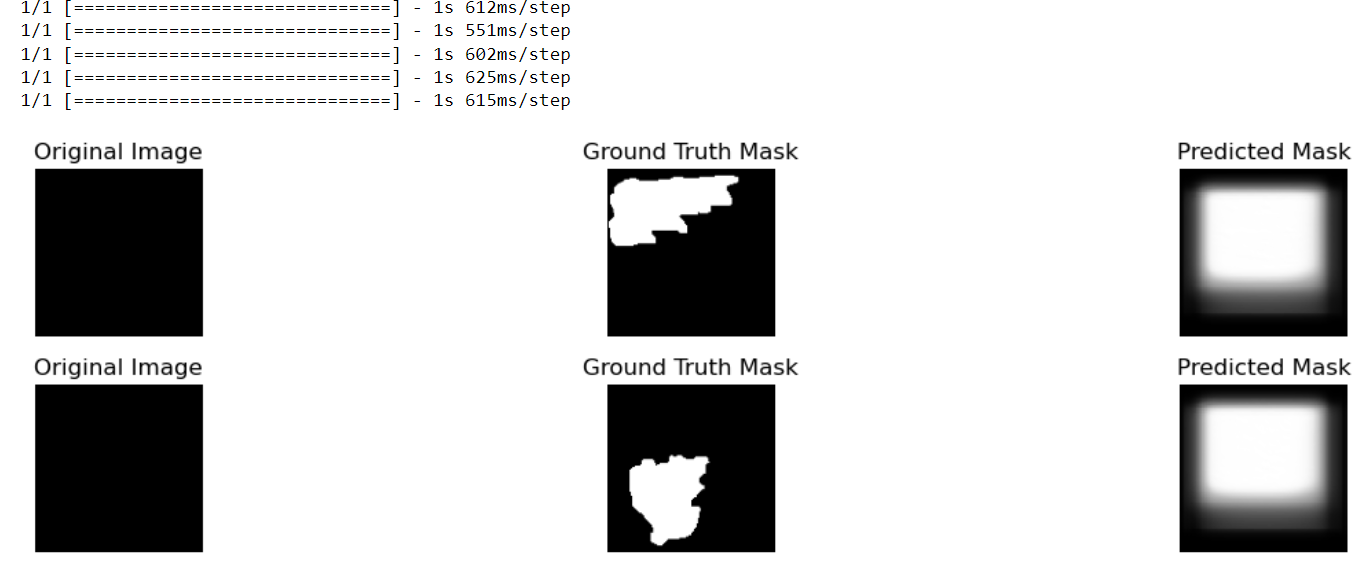 1/1 [==============================] - 1s 612ms/step
1/1 [==============================] - 1s 551ms/step
1/1 [==============================] - 1s 602ms/step
1/1 [==============================] - 1s 625ms/step
1/1 [==============================] - 1s 615ms/step
Original Image Ground Truth Mask Predicted Mask
Original Image Ground Truth Mask Predicted Mask